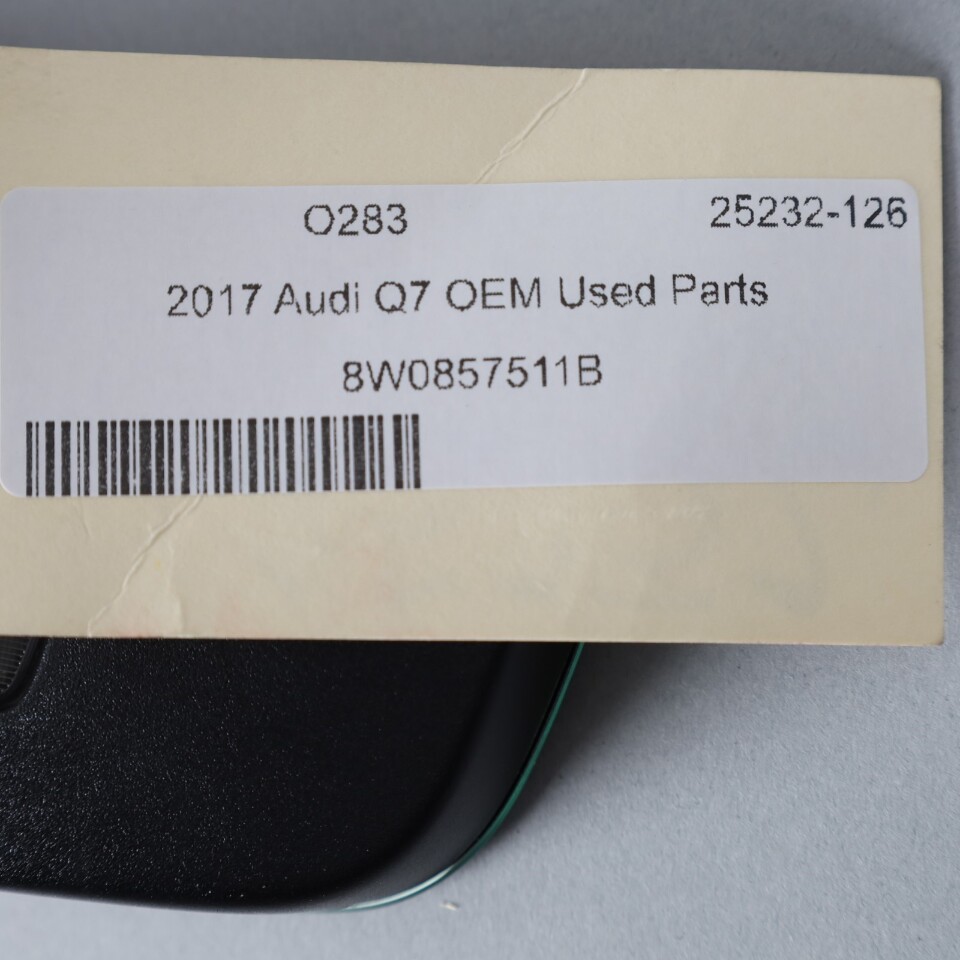 O283 25232-126
2017 Audi Q7 OEM Used Parts
8W0857511B